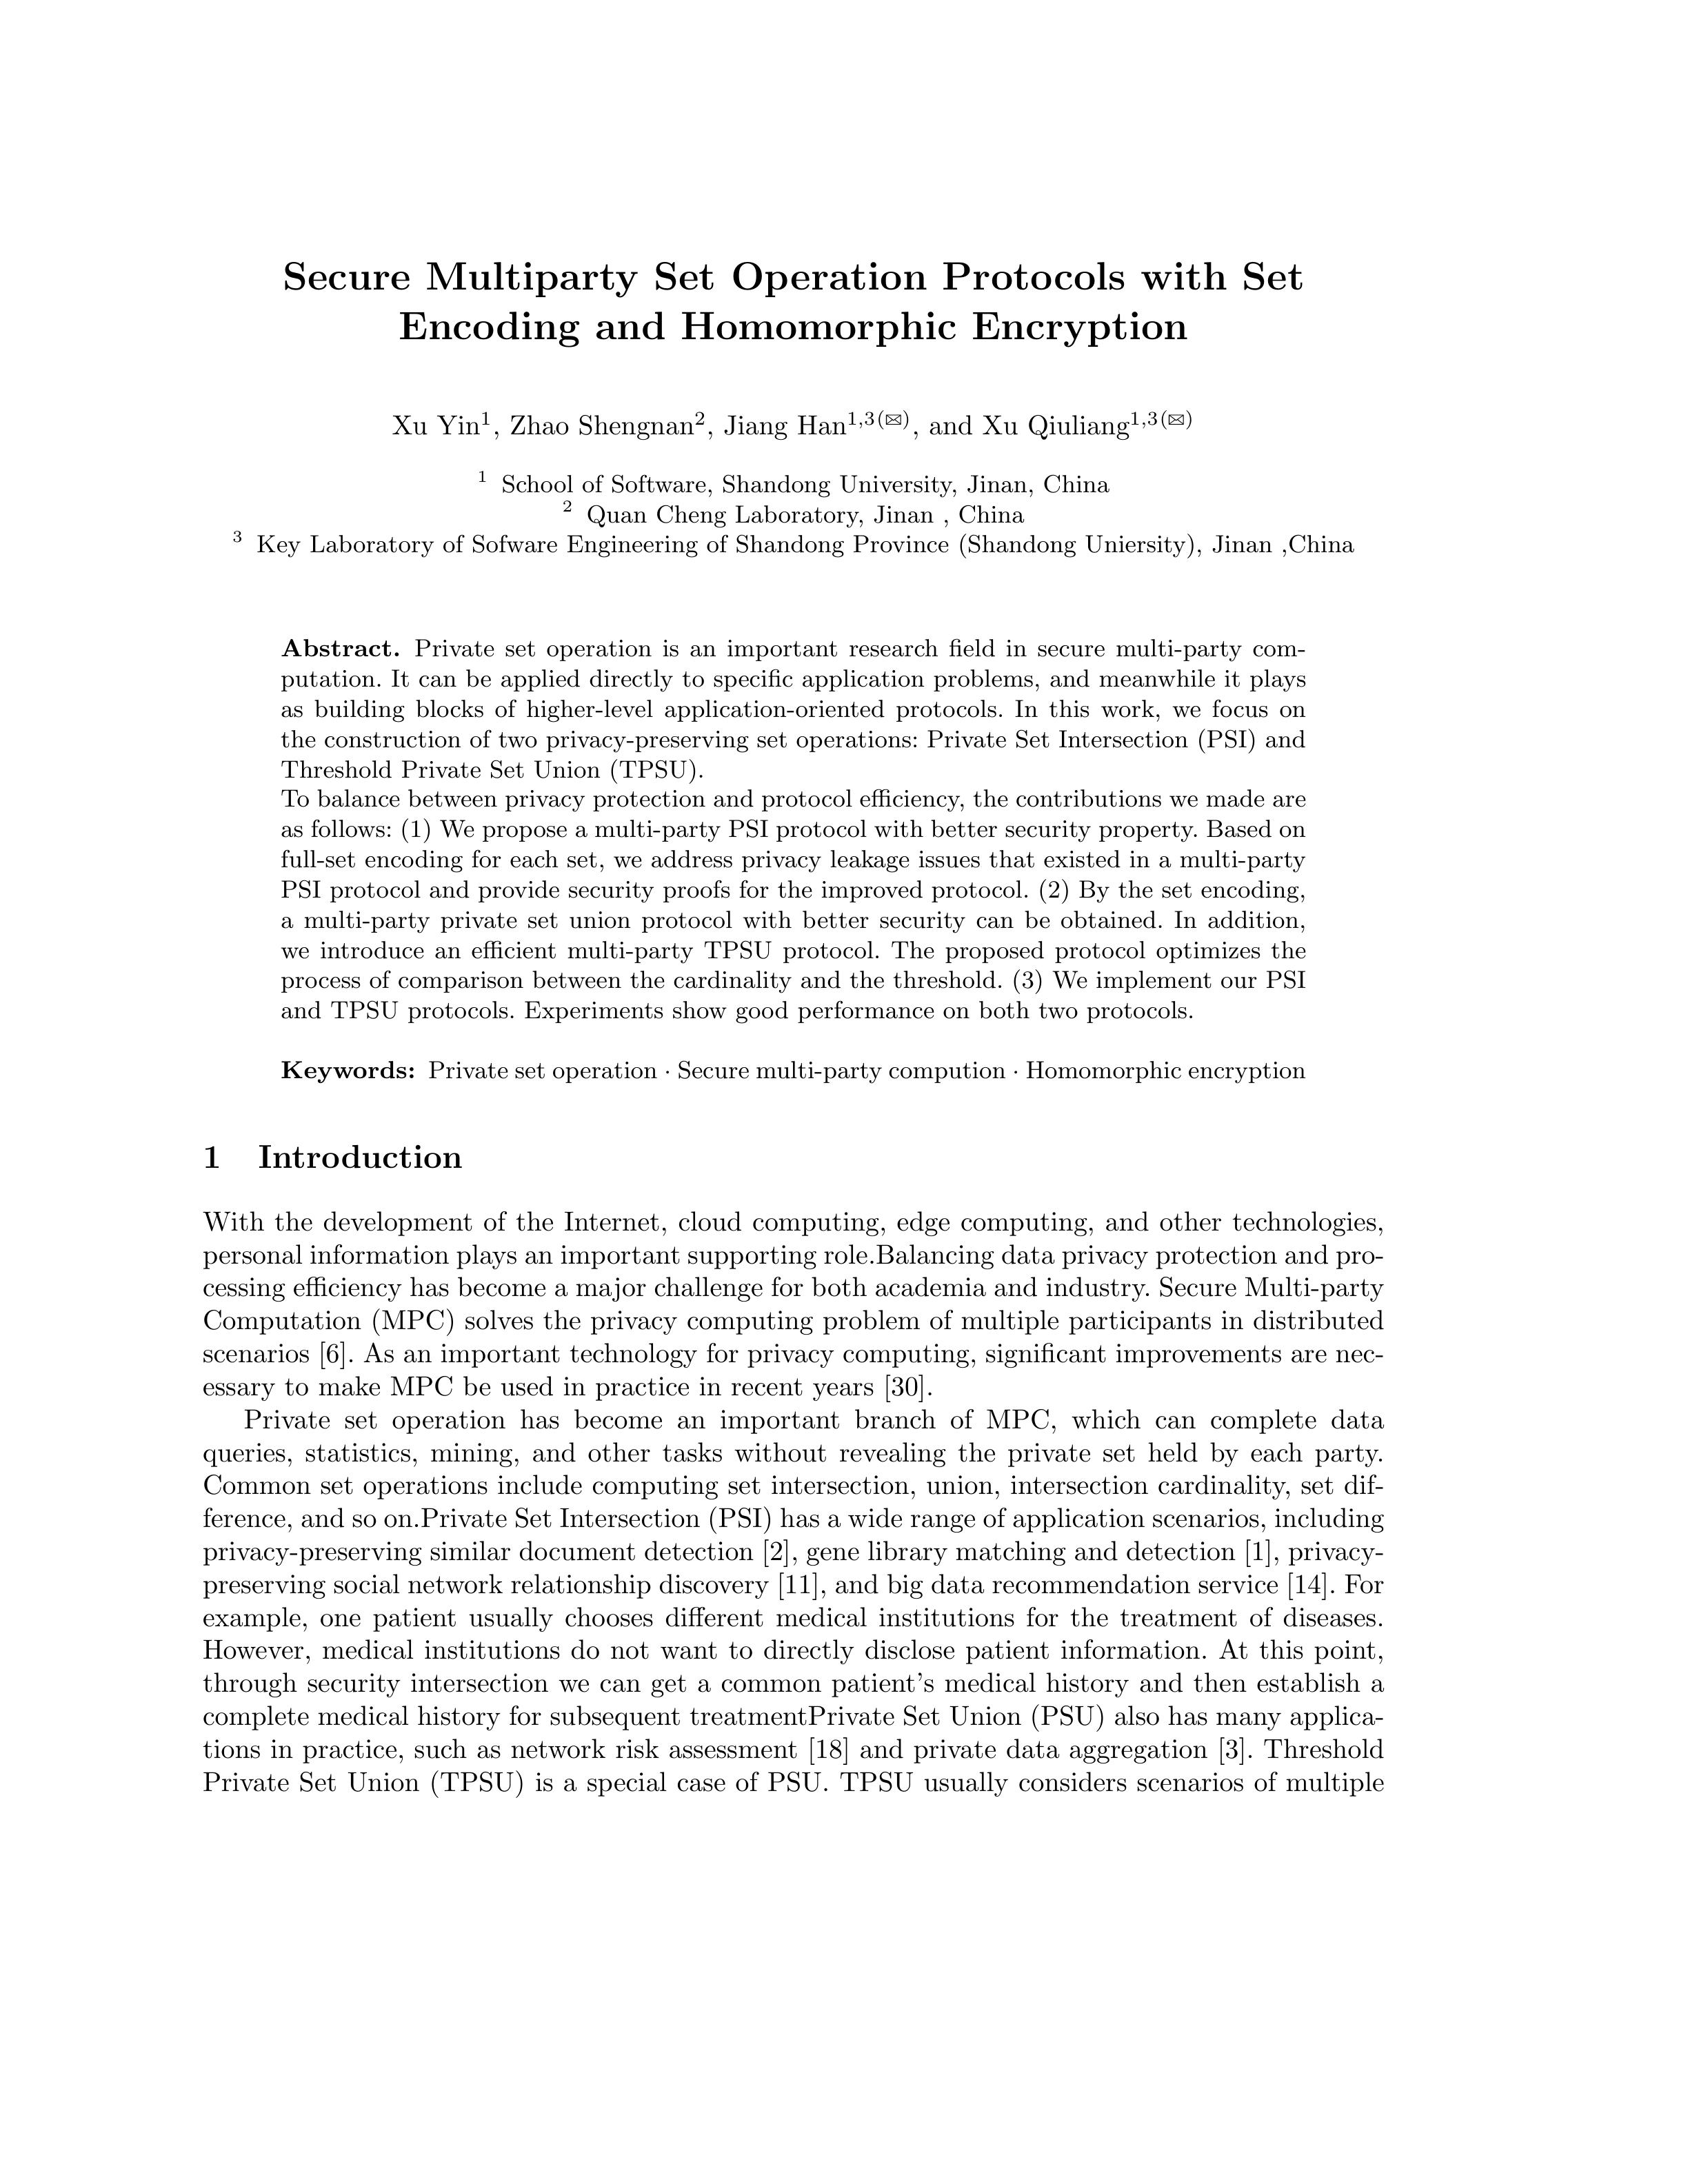 Secure Multiparty Set Operation Protocols with Set
Encoding and Homomorphic Encryption
Xu Yin1, Zhao Shengnan2, Jiang Han1,3(✉), and Xu Qiuliang1,3(✉)
1 School of Software, Shandong University, Jinan, China
2 Quan Cheng Laboratory, Jinan , China
3 Key Laboratory of Sofware Engineering of Shandong Province (Shandong Uniersity), Jinan ,China
Abstract. Private set operation is an important research field in secure multi-party com-
putation. It can be applied directly to specific application problems, and meanwhile it plays
as building blocks of higher-level application-oriented protocols. In this work, we focus on
the construction of two privacy-preserving set operations: Private Set Intersection (PSI) and
Threshold Private Set Union (TPSU).
To balance between privacy protection and protocol efficiency, the contributions we made are
as follows: (1) We propose a multi-party PSI protocol with better security property. Based on
full-set encoding for each set, we address privacy leakage issues that existed in a multi-party
PSI protocol and provide security proofs for the improved protocol. (2) By the set encoding,
a multi-party private set union protocol with better security can be obtained. In addition,
we introduce an efficient multi-party TPSU protocol. The proposed protocol optimizes the
process of comparison between the cardinality and the threshold. (3) We implement our PSI
and TPSU protocols. Experiments show good performance on both two protocols.
Keywords: Private set operation · Secure multi-party compution · Homomorphic encryption
1 Introduction
With the development of the Internet, cloud computing, edge computing, and other technologies,
personal information plays an important supporting role.Balancing data privacy protection and pro-
cessing efficiency has become a major challenge for both academia and industry. Secure Multi-party
Computation (MPC) solves the privacy computing problem of multiple participants in distributed
scenarios [6]. As an important technology for privacy computing, significant improvements are nec-
essary to make MPC be used in practice in recent years [30].
Private set operation has become an important branch of MPC, which can complete data
queries, statistics, mining, and other tasks without revealing the private set held by each party.
Common set operations include computing set intersection, union, intersection cardinality, set dif-
ference, and so on.Private Set Intersection (PSI) has a wide range of application scenarios, including
privacy-preserving similar document detection [2], gene library matching and detection [1], privacy-
preserving social network relationship discovery [11], and big data recommendation service [14]. For
example, one patient usually chooses different medical institutions for the treatment of diseases.
However, medical institutions do not want to directly disclose patient information. At this point,
through security intersection we can get a common patient's medical history and then establish a
complete medical history for subsequent treatmentPrivate Set Union (PSU) also has many applica-
tions in practice, such as network risk assessment [18] and private data aggregation [3]. Threshold
Private Set Union (TPSU) is a special case of PSU. TPSU usually considers scenarios of multiple